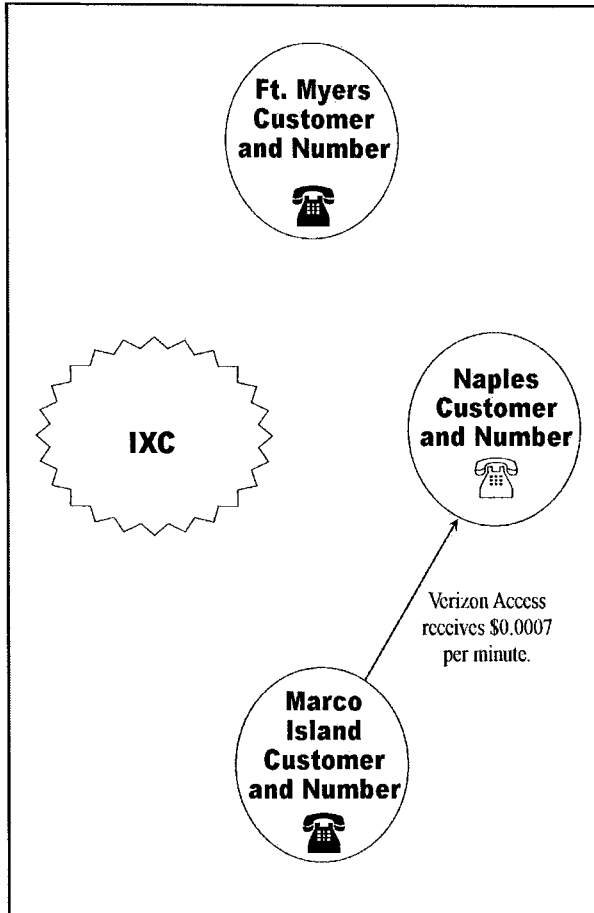 Ft. Myers
Customer
and Number
IXC
Naples
Customer
and Number
Verizon Access
receives $0.0007
per minute.
Marco
Island
Customer
and Number